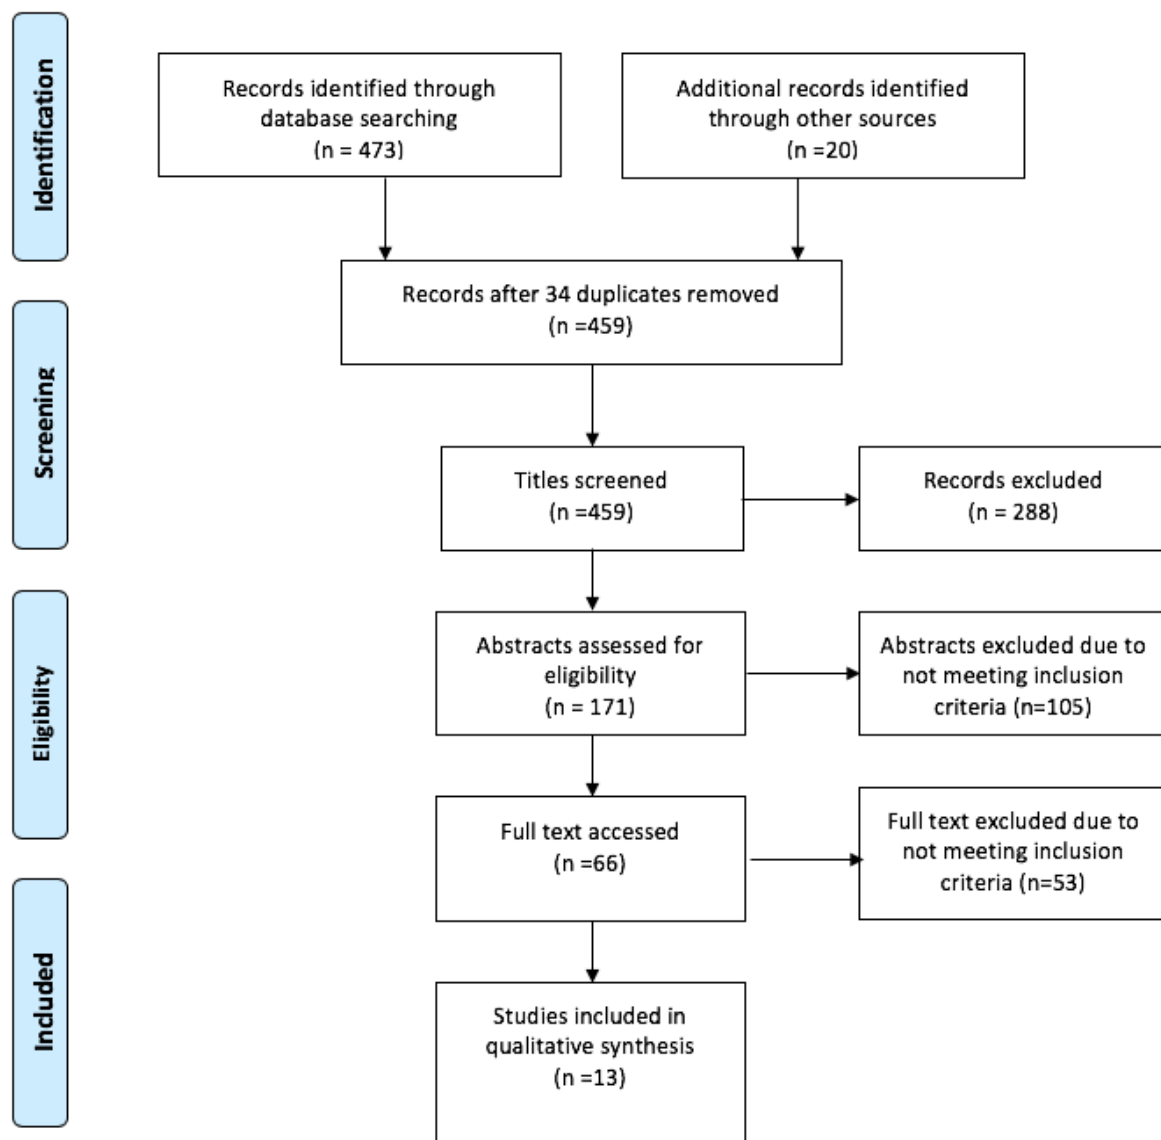 Identification
Records identified through
database searching
(n = 473)
Additional records identified
through other sources
(n =20)
Records after 34 duplicates removed
(n =459)
Screening
Titles screened
(n =459)
Records excluded
(n = 288)
Eligibility
Abstracts assessed for
eligibility
(n = 171)
Abstracts excluded due to
not meeting inclusion
criteria (n=105)
Full text accessed
(n =66)
Full text excluded due to
not meeting inclusion
criteria (n=53)
Included
Studies included in
qualitative synthesis
(n =13)